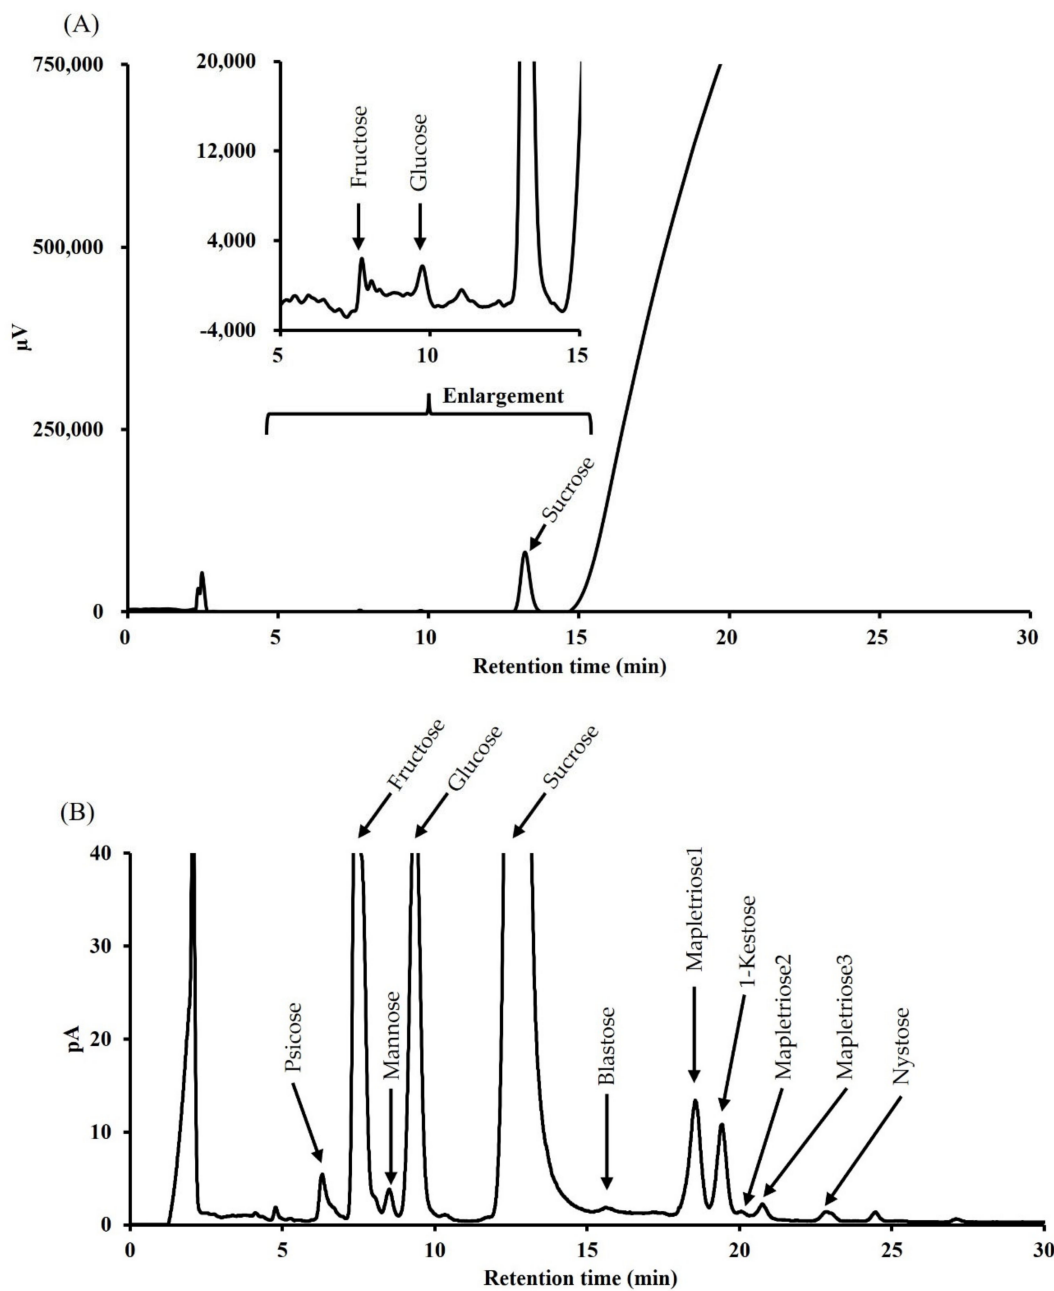 (A)
750,000
500,000
250,000
0
µV
20,000
12,000
4,000
-4,000
5 10 15
Fructose
Glucose
Enlargement
Sucrose
0 5 10 15 20 25 30
Retention time (min)
(B)
Fructose
Glucose
Sucrose
40
30
20
10
0
pA
Psicose
Mannose
Blastose
Mapletriose1
1-Kestose
Mapletriose2
Mapletriose3
Nystose
0 5 10 15 20 25 30
Retention time (min)